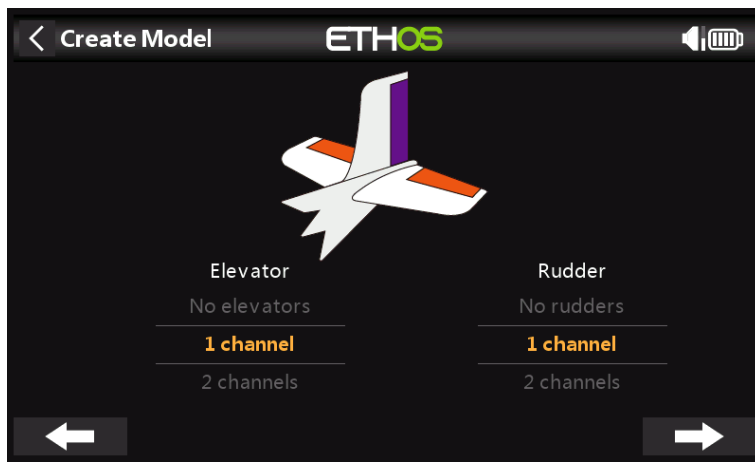 Create Model
ETHOS
Elevator
Rudder
No elevators
No rudders
1 channel
1 channel
2 channels
2 channels